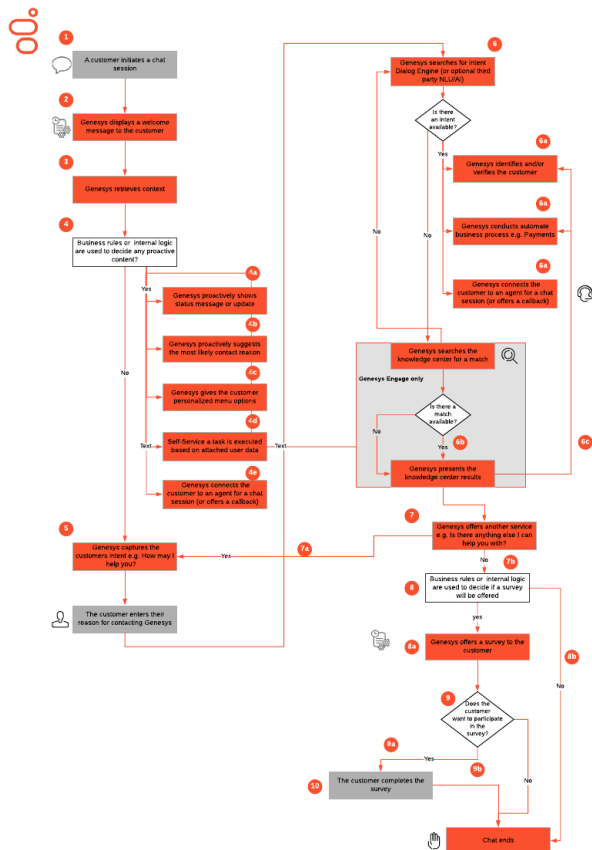 1
A customer initiates a chat
session
2
Genesys displays a welcome
message to the customer
3
Genesys retrieves context
4
Business rules or internal logic
are used to decide any proactive
content?
Yes
No
4a
Genesys proactively shows
status message or update
4b
Genesys proactively suggests
the most likely contact reason
4c
Genesys gives the customer
personalized menu options
4d
Self-Service a task is executed
based on attached user data
Text
Text
4e
Genesys connects the
customer to an agent for a chat
session (or offers a callback)
5
Genesys captures the
customers intent e.g. How may I
help you?
The customer enters their
reason for contacting Genesys
6
Genesys searches for intent
Dialog Engine (or optional third
party NLU/AI)
Is there
an intent
available?
Yes
No
No
6a
Genesys identifies and/or
verifies the customer
6a
Genesys conducts automate
business process e.g. Payments
6a
Genesys connects the
customer to an agent for a chat
session (or offers a callback)
Genesys searches the
knowledge center for a match
Genesys Engage only
Is there a
match
available?
No
Yes
6b
6c
Genesys presents the
knowledge center results
7
Genesys offers another service
e.g. Is there anything else I can
help you with?
7a
Yes
No
7b
8
Business rules or internal logic
are used to decide if a survey
will be offered
yes
8a
Genesys offers a survey to the
customer
8b
No
9
Does the
customer
want to participate
in the
survey?
9a
Yes
9b
No
10
The customer completes the
survey
Chat ends